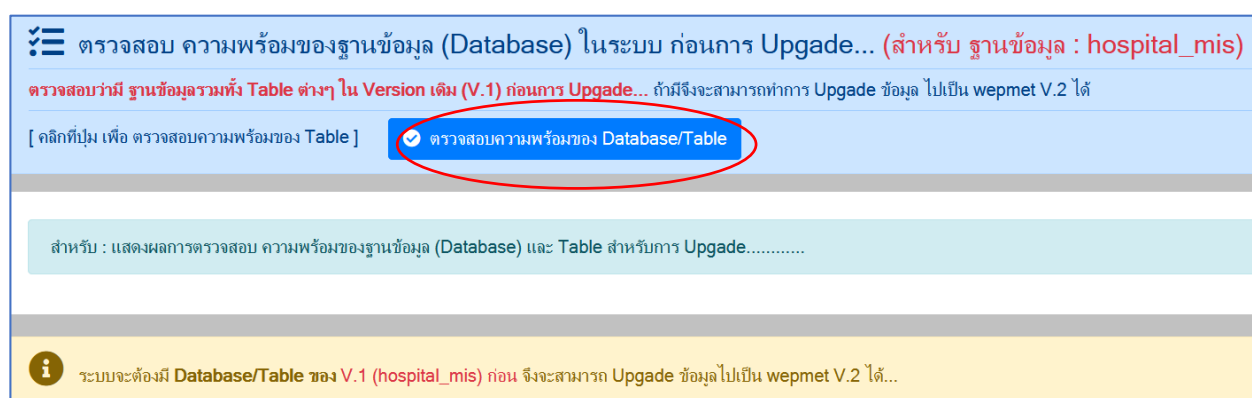 ตรวจสอบ ความพร้อมของฐานข้อมูล (Database) ในระบบ ก่อนการ Upgade... (สำหรับ ฐานข้อมูล : hospital_mis)
ตรวจสอบว่ามี ฐานข้อมูลรวมทั้ง Table ต่างๆ ใน Version เดิม (V.1) ก่อนการ Upgade... ถ้ามีจึงจะสามารถทำการ Upgade ข้อมูล ไปเป็น wepmet V.2 ได้
[ คลิกที่ปุ่ม เพื่อ ตรวจสอบความพร้อมของ Table ] ตรวจสอบความพร้อมของ Database/Table
สำหรับ : แสดงผลการตรวจสอบ ความพร้อมของฐานข้อมูล (Database) และ Table สำหรับการ Upgade............
ระบบจะต้องมี Database/Table ของ V.1 (hospital_mis) ก่อน จึงจะสามารถ Upgade ข้อมูลไปเป็น wepmet V.2 ได้...